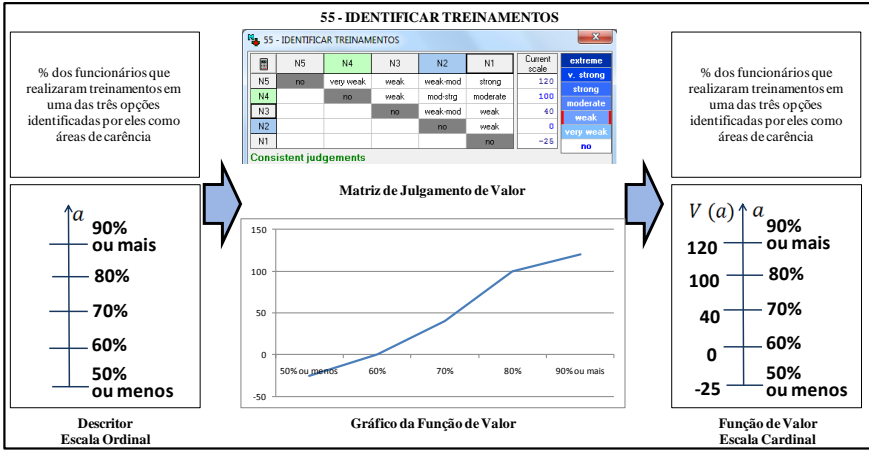 55 - IDENTIFICAR TREINAMENTOS
% dos funcionários que
realizaram treinamentos em
uma das três opções
identificadas por eles como
áreas de carência
a
90%
ou mais
80%
70%
60%
50%
ou menos
Descritor
Escala Ordinal
55 - IDENTIFICAR TREINAMENTOS
N5 N4 N3 N2 N1 Current scale
N5 no very weak weak weak-mod strong 120
N4 no weak mod-strg moderate 100
N3 no weak-mod weak 40
N2 no weak 0
N1 no -25
extreme
v. strong
strong
moderate
weak
very weak
no
Consistent judgements
Matriz de Julgamento de Valor
150
100
50
0
-50
50% ou menos 60% 70% 80% 90% ou mais
Gráfico da Função de Valor
% dos funcionários que
realizaram treinamentos em
uma das três opções
identificadas por eles como
áreas de carência
V (a) a
120 90%
ou mais
100 80%
40 70%
0 60%
-25 50%
ou menos
Função de Valor
Escala Cardinal